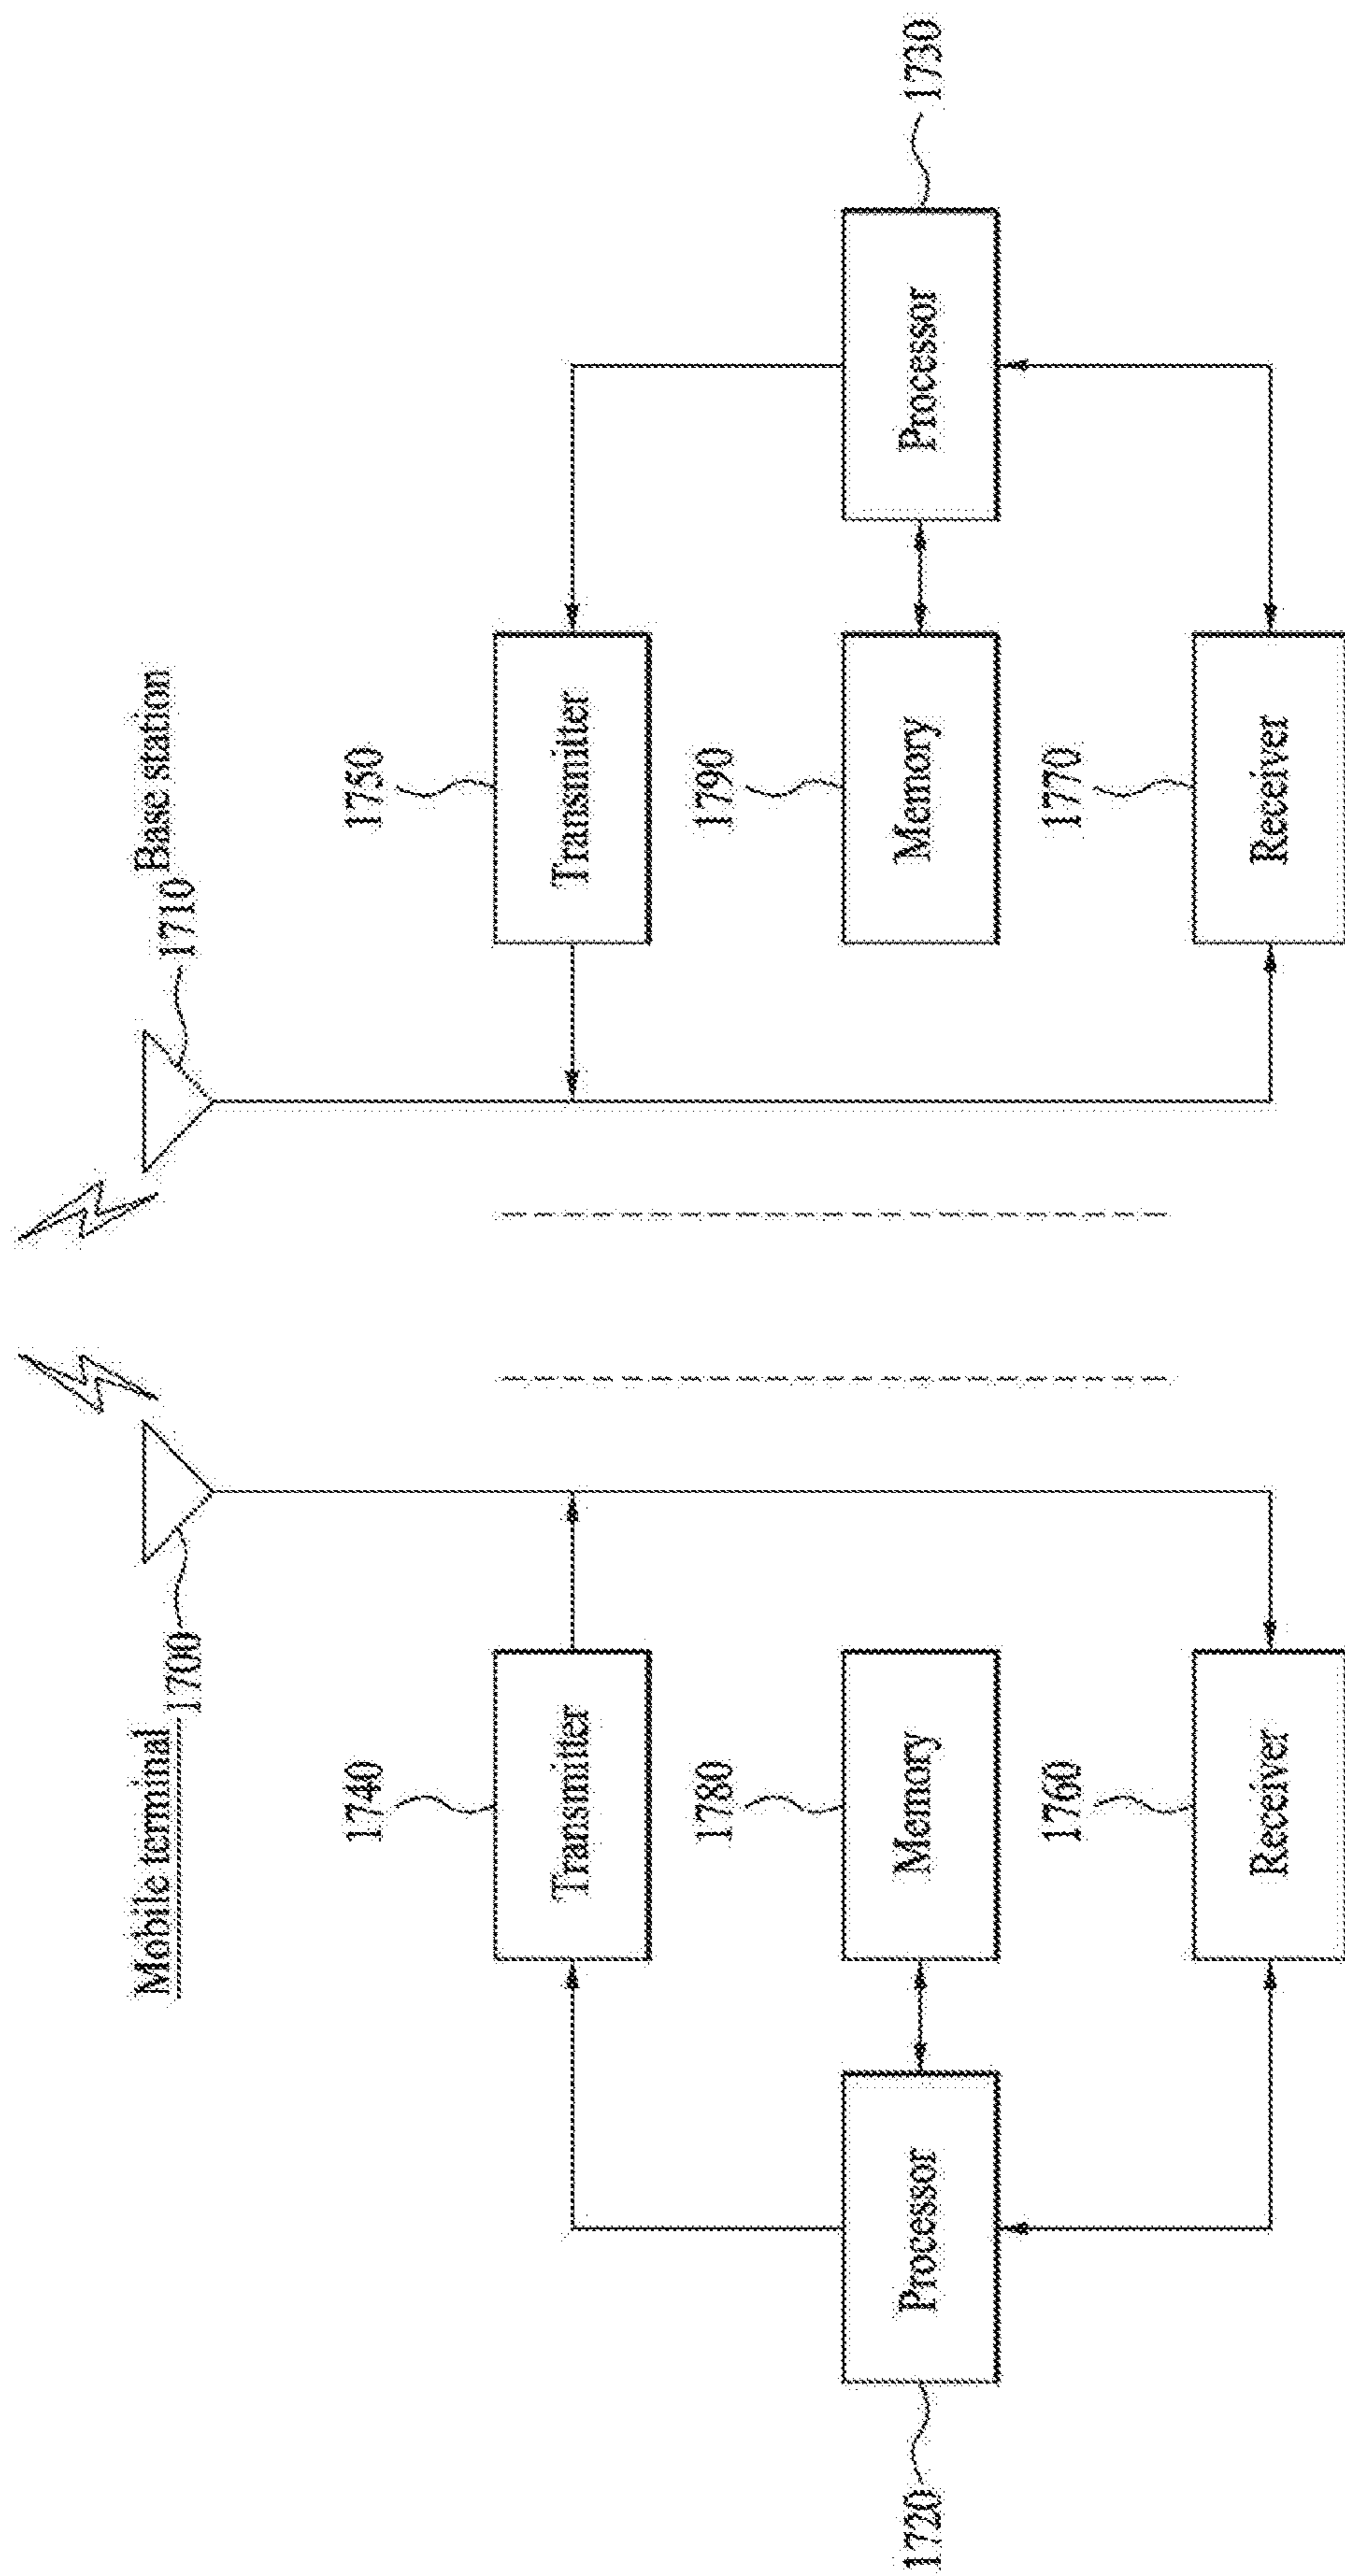 Mobile terminal
1700
1710
Base station
1740
Transmitter
1750
Transmitter
1720
Processor
1780
Memory
1790
Memory
Processor
1730
1760
Receiver
1770
Receiver